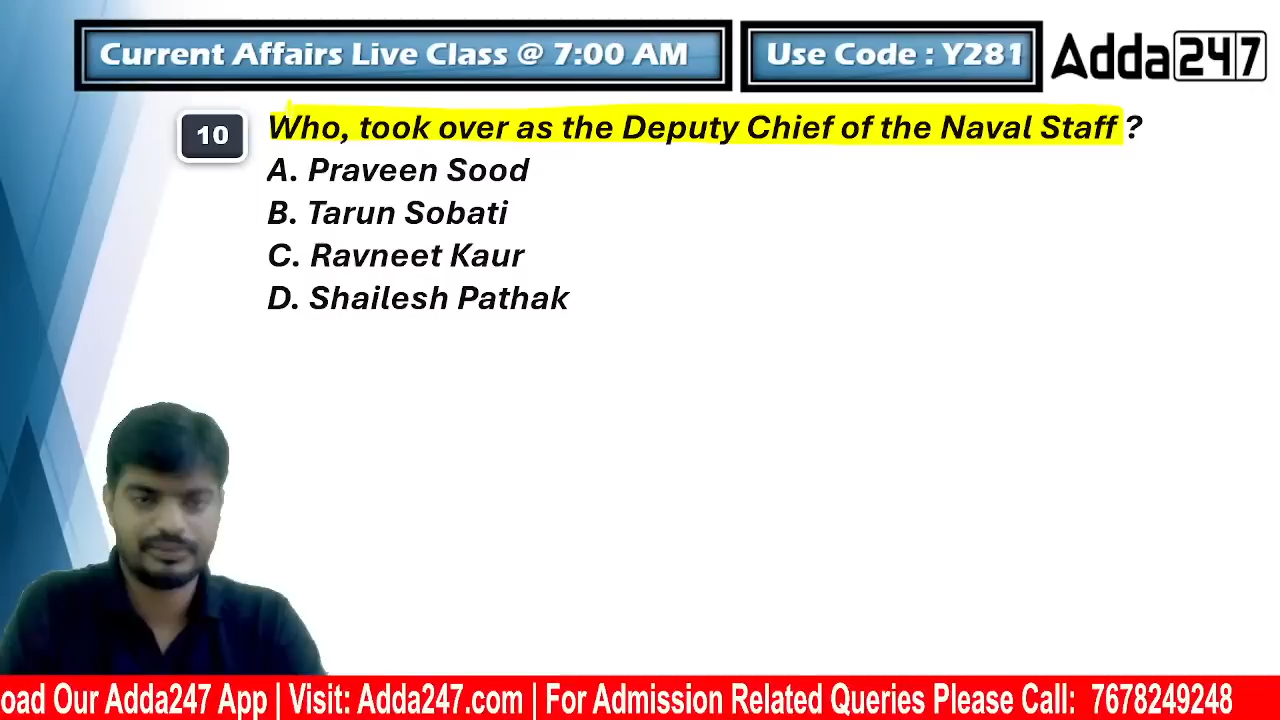 Current Affairs Live Class @ 7:00 AM
Use Code : Y281
Adda247
10
Who, took over as the Deputy Chief of the Naval Staff ?
A. Praveen Sood
B. Tarun Sobati
C. Ravneet Kaur
D. Shailesh Pathak
oad Our Adda247 App | Visit: Adda247.com | For Admission Related Queries Please Call: 7678249248